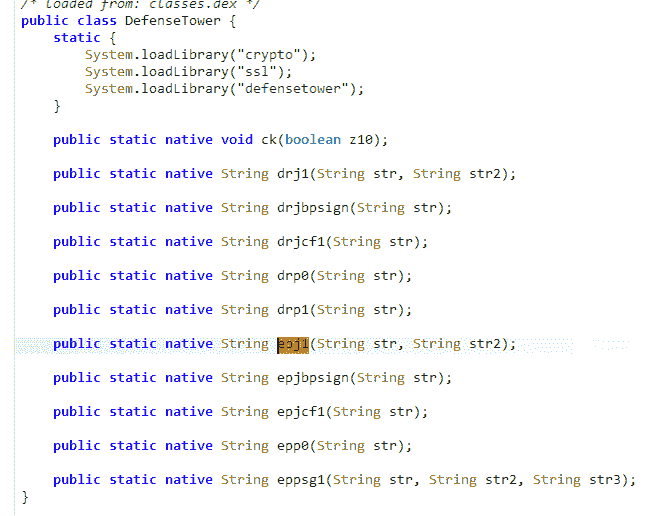 /* loaded from: classes.dex */
public class DefenseTower {
    static {
        System.loadLibrary("crypto");
        System.loadLibrary("ssl");
        System.loadLibrary("defensetower");
    }
    public static native void ck(boolean z10);
    public static native String drj1(String str, String str2);
    public static native String drjbpsign(String str);
    public static native String drjcf1(String str);
    public static native String drp0(String str);
    public static native String drp1(String str);
    public static native String epj1(String str, String str2);
    public static native String epjbpsign(String str);
    public static native String epjcf1(String str);
    public static native String epp0(String str);
    public static native String eppsg1(String str, String str2, String str3);
}